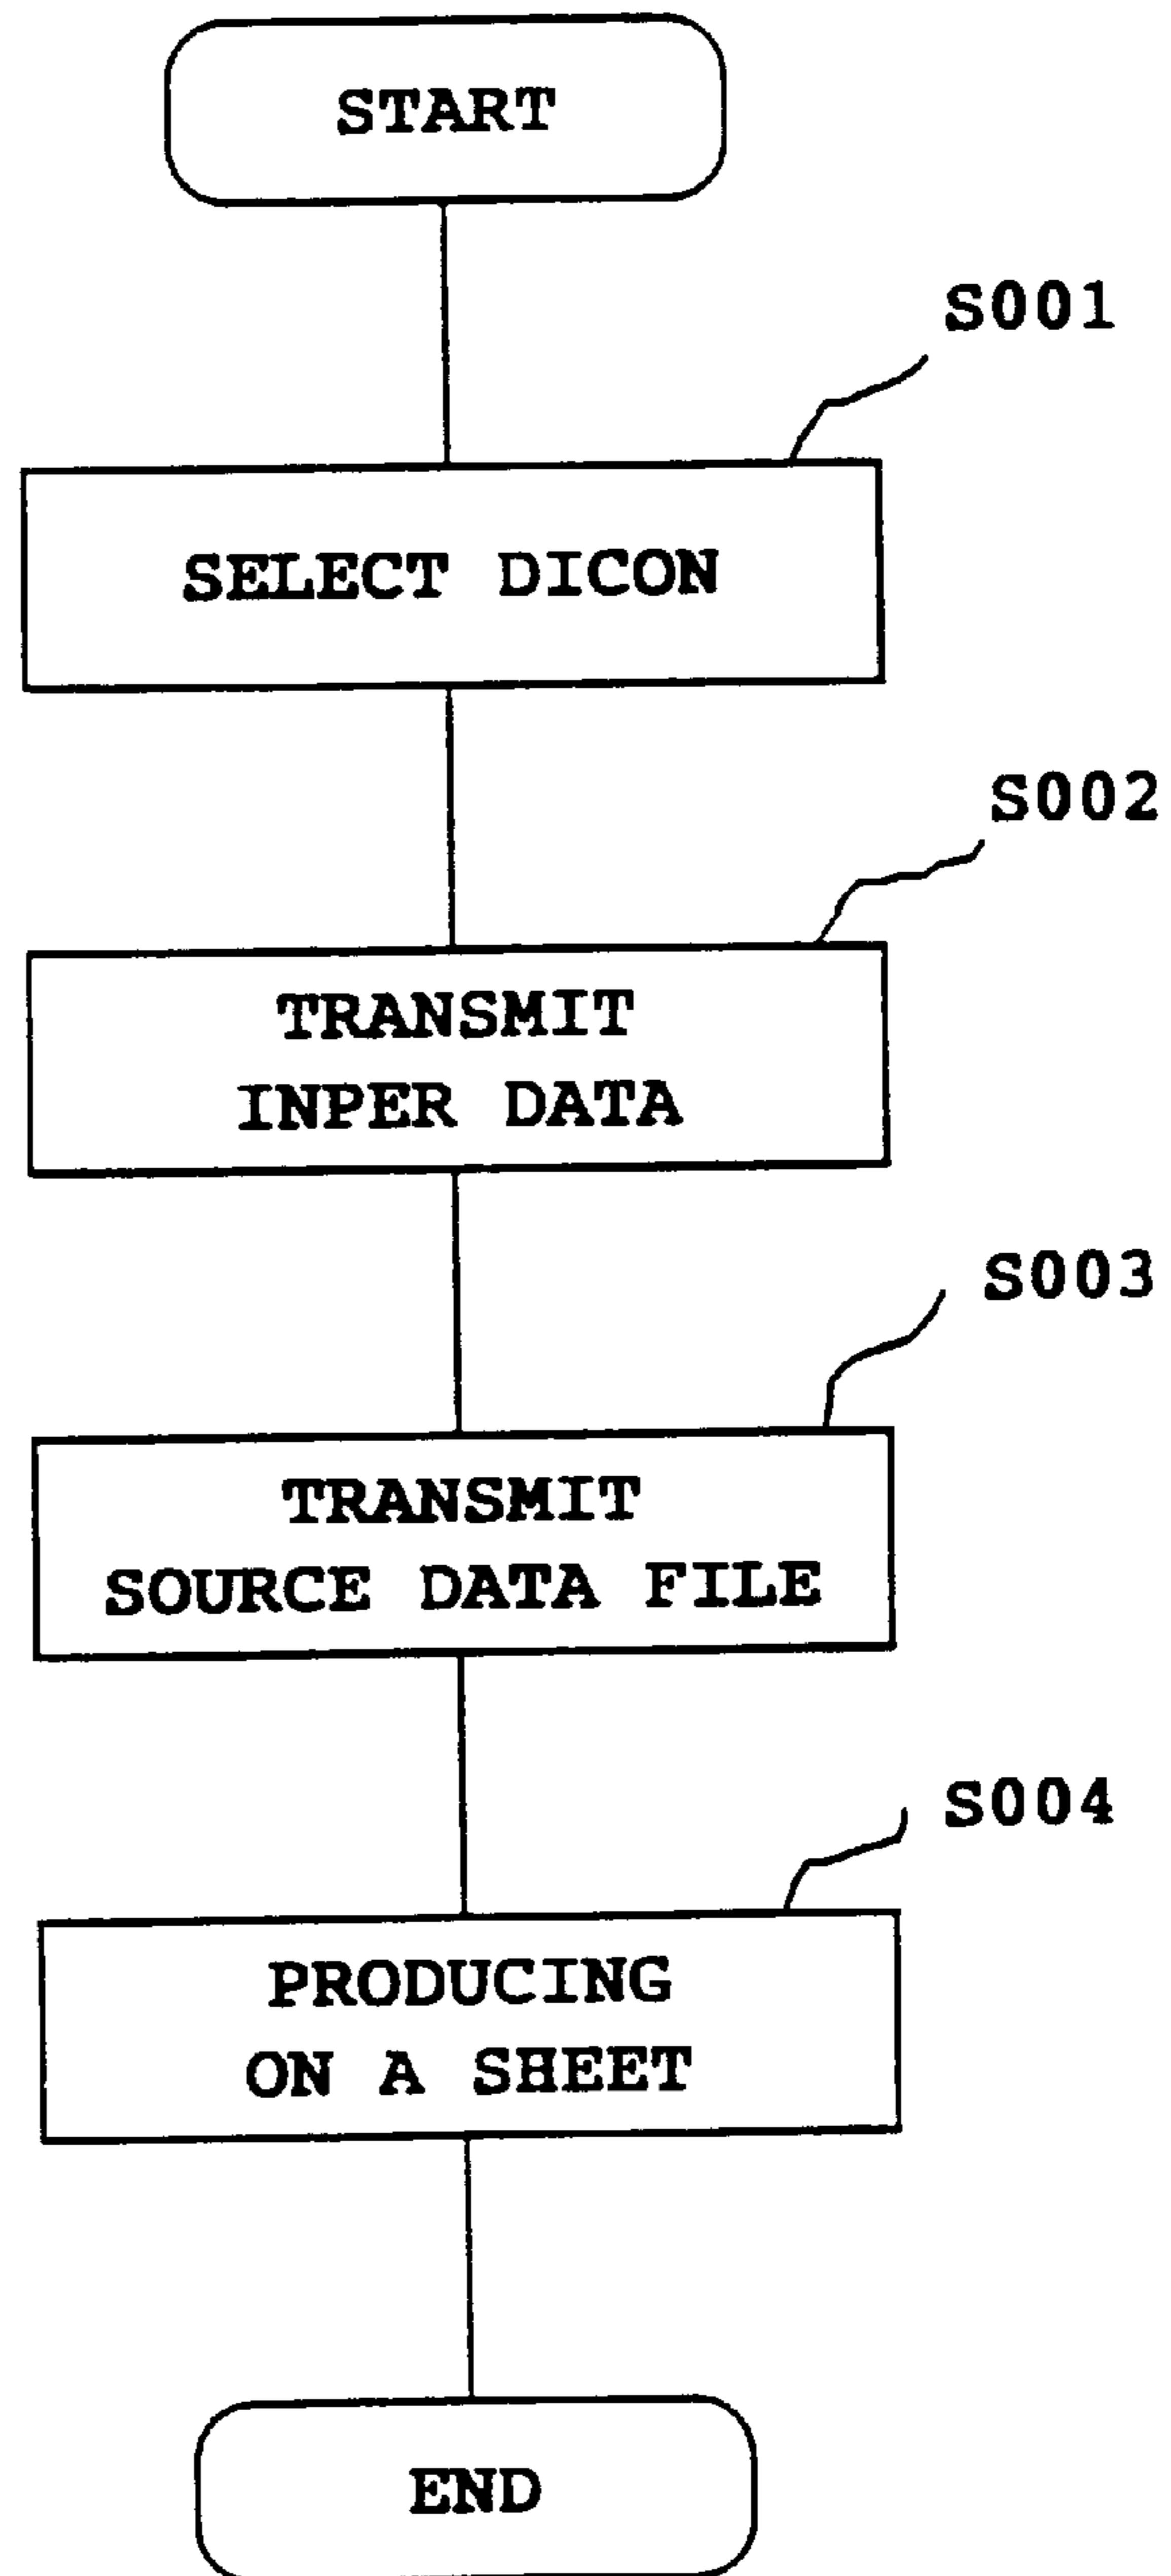 START
S001
SELECT DICON
S002
TRANSMIT
INPER DATA
S003
TRANSMIT
SOURCE DATA FILE
S004
PRODUCING
ON A SHEET
END